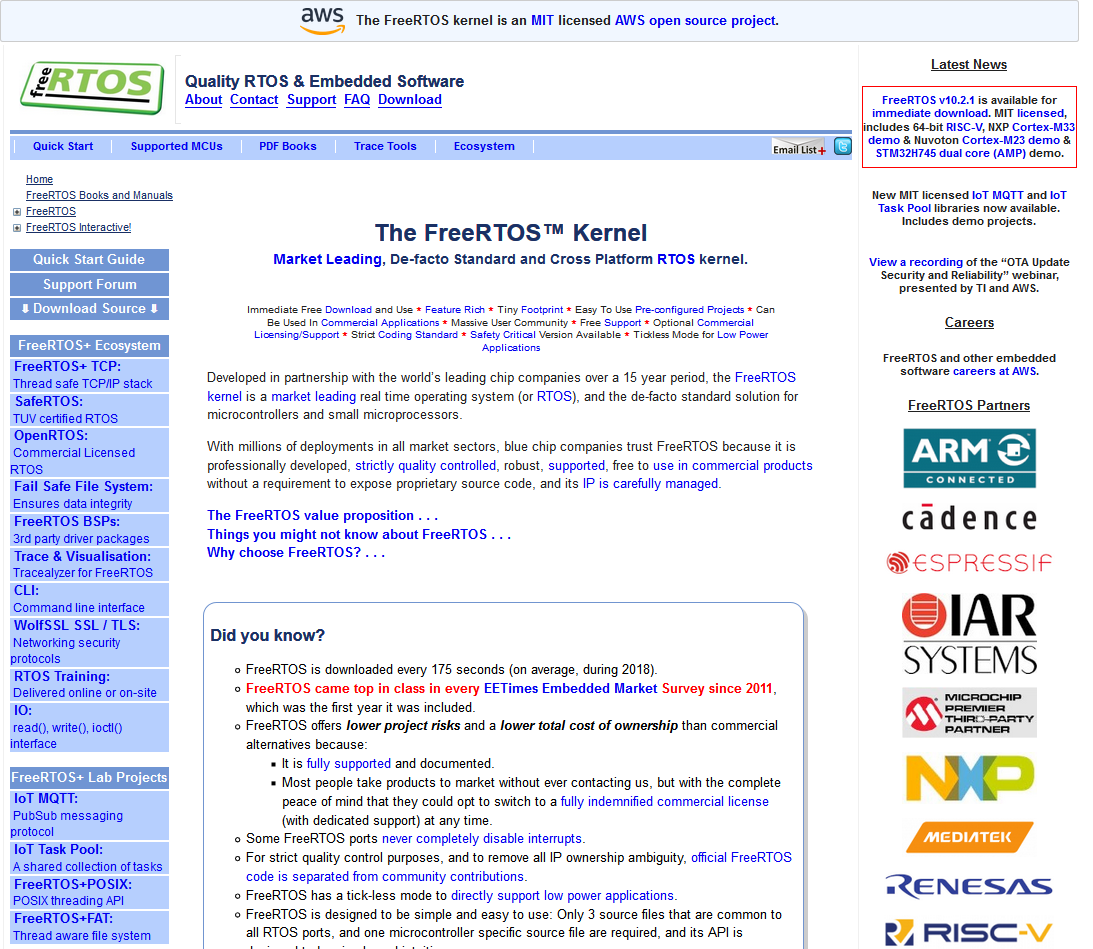 aws The FreeRTOS kernel is an MIT licensed AWS open source project.
free RTOS
Quality RTOS & Embedded Software
About Contact Support FAQ Download
Quick Start Supported MCUs PDF Books Trace Tools Ecosystem Email List+
Home
FreeRTOS Books and Manuals
FreeRTOS
FreeRTOS Interactive!
Quick Start Guide
Support Forum
⬇ Download Source ⬇
FreeRTOS+ Ecosystem
FreeRTOS+ TCP:
Thread safe TCP/IP stack
SafeRTOS:
TUV certified RTOS
OpenRTOS:
Commercial Licensed
RTOS
Fail Safe File System:
Ensures data integrity
FreeRTOS BSPs:
3rd party driver packages
Trace & Visualisation:
Tracealyzer for FreeRTOS
CLI:
Command line interface
WolfSSL SSL / TLS:
Networking security
protocols
RTOS Training:
Delivered online or on-site
IO:
read(), write(), ioctl()
interface
FreeRTOS+ Lab Projects
IoT MQTT:
PubSub messaging
protocol
IoT Task Pool:
A shared collection of tasks
FreeRTOS+POSIX:
POSIX threading API
FreeRTOS+FAT:
Thread aware file system
The FreeRTOS™ Kernel
Market Leading, De-facto Standard and Cross Platform RTOS kernel.
Immediate Free Download and Use * Feature Rich * Tiny Footprint * Easy To Use Pre-configured Projects * Can
Be Used In Commercial Applications * Massive User Community * Free Support * Optional Commercial
Licensing/Support * Strict Coding Standard * Safety Critical Version Available * Tickless Mode for Low Power
Applications
Developed in partnership with the world's leading chip companies over a 15 year period, the FreeRTOS
kernel is a market leading real time operating system (or RTOS), and the de-facto standard solution for
microcontrollers and small microprocessors.
With millions of deployments in all market sectors, blue chip companies trust FreeRTOS because it is
professionally developed, strictly quality controlled, robust, supported, free to use in commercial products
without a requirement to expose proprietary source code, and its IP is carefully managed.
The FreeRTOS value proposition . . .
Things you might not know about FreeRTOS . . .
Why choose FreeRTOS? . . .
Did you know?
FreeRTOS is downloaded every 175 seconds (on average, during 2018).
FreeRTOS came top in class in every EETimes Embedded Market Survey since 2011,
which was the first year it was included.
FreeRTOS offers lower project risks and a lower total cost of ownership than commercial
alternatives because:
It is fully supported and documented.
Most people take products to market without ever contacting us, but with the complete
peace of mind that they could opt to switch to a fully indemnified commercial license
(with dedicated support) at any time.
Some FreeRTOS ports never completely disable interrupts.
For strict quality control purposes, and to remove all IP ownership ambiguity, official FreeRTOS
code is separated from community contributions.
FreeRTOS has a tick-less mode to directly support low power applications.
FreeRTOS is designed to be simple and easy to use: Only 3 source files that are common to
all RTOS ports, and one microcontroller specific source file are required, and its API is
Latest News
FreeRTOS v10.2.1 is available for
immediate download. MIT licensed,
includes 64-bit RISC-V, NXP Cortex-M33
demo & Nuvoton Cortex-M23 demo &
STM32H745 dual core (AMP) demo.
New MIT licensed IoT MQTT and IoT
Task Pool libraries now available.
Includes demo projects.
View a recording of the “OTA Update
Security and Reliability” webinar,
presented by TI and AWS.
Careers
FreeRTOS and other embedded
software careers at AWS.
FreeRTOS Partners
ARM
CONNECTED
cādence
ESPRESSIF
IAR
SYSTEMS
MICROCHIP
PREMIER
THIRD-PARTY
PARTNER
NXP
MEDIATEK
RENESAS
RISC-V